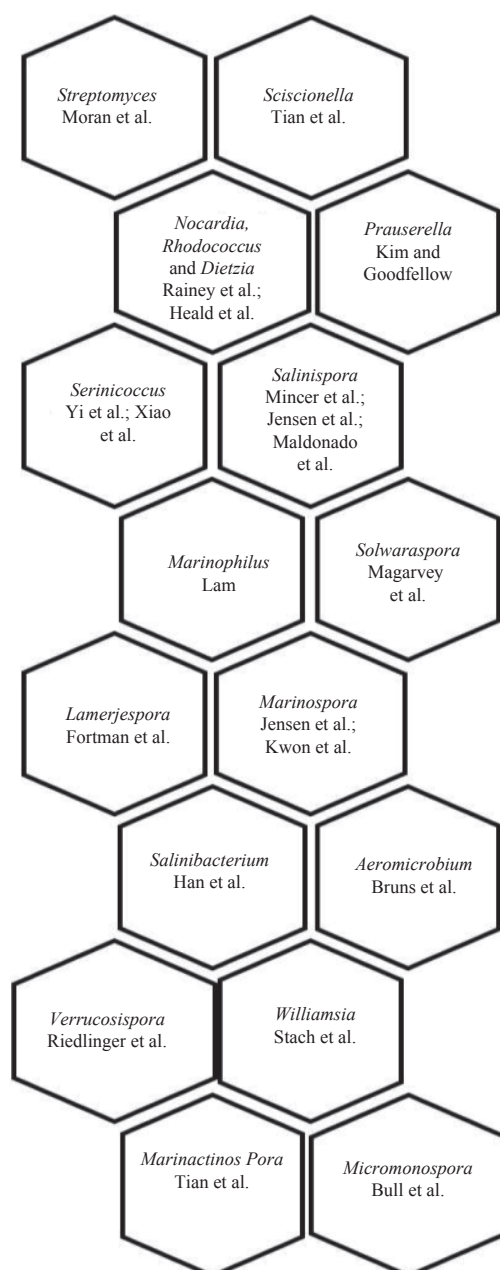 Streptomyces
Moran et al.
Sciscionella
Tian et al.
Nocardia,
Rhodococcus
and Dietzia
Rainey et al.;
Heald et al.
Prauserella
Kim and
Goodfellow
Serinicoccus
Yi et al.; Xiao
et al.
Salinispora
Mincer et al.;
Jensen et al.;
Maldonado
et al.
Marinophilus
Lam
Solwaraspora
Magarvey
et al.
Lamerjespora
Fortman et al.
Marinospora
Jensen et al.;
Kwon et al.
Salinibacterium
Han et al.
Aeromicrobium
Bruns et al.
Verrucosispora
Riedlinger et al.
Williamsia
Stach et al.
Marinactinos Pora
Tian et al.
Micromonospora
Bull et al.